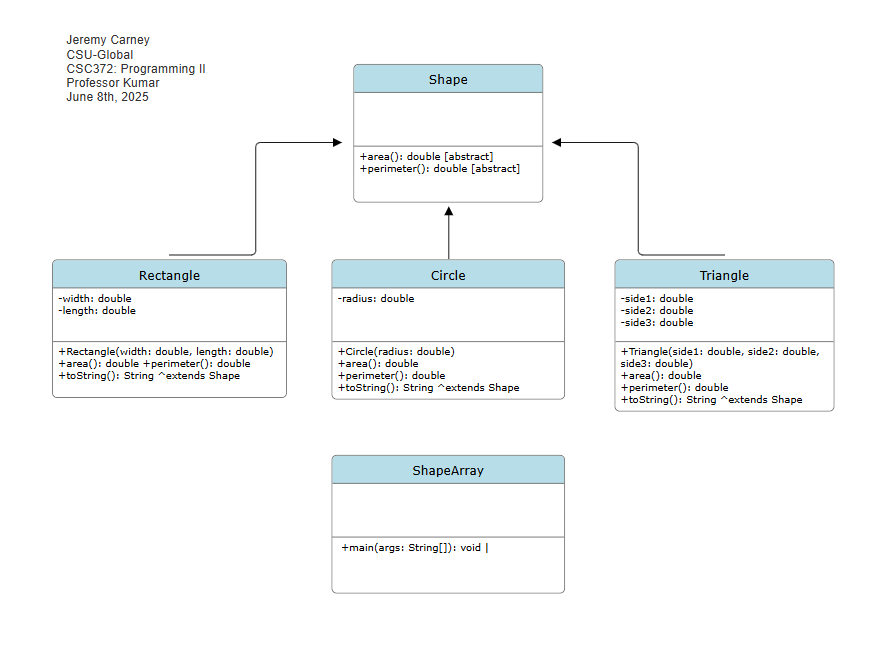 Jeremy Carney
CSU-Global
CSC372: Programming II
Professor Kumar
June 8th, 2025
Shape
+area(): double [abstract]
+perimeter(): double [abstract]
Rectangle
-width: double
-length: double
+Rectangle(width: double, length: double)
+area(): double +perimeter(): double
+toString(): String ^extends Shape
Circle
-radius: double
+Circle(radius: double)
+area(): double
+perimeter(): double
+toString(): String ^extends Shape
Triangle
-side1: double
-side2: double
-side3: double
+Triangle(side1: double, side2: double,
side3: double)
+area(): double
+perimeter(): double
+toString(): String ^extends Shape
ShapeArray
+main(args: String[]): void |